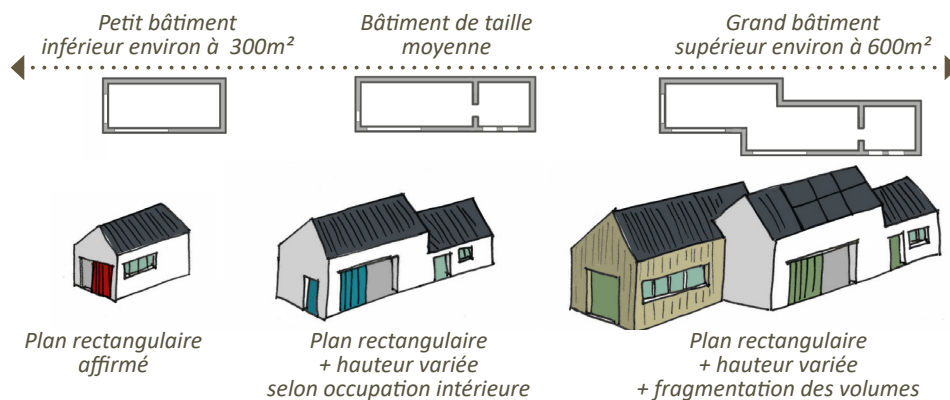 Petit bâtiment
inférieur environ à  300m²
Bâtiment de taille
moyenne
Grand bâtiment
supérieur environ à 600m²
Plan rectangulaire
affirmé
Plan rectangulaire
+ hauteur variée
selon occupation intérieure
Plan rectangulaire
+ hauteur variée
+ fragmentation des volumes